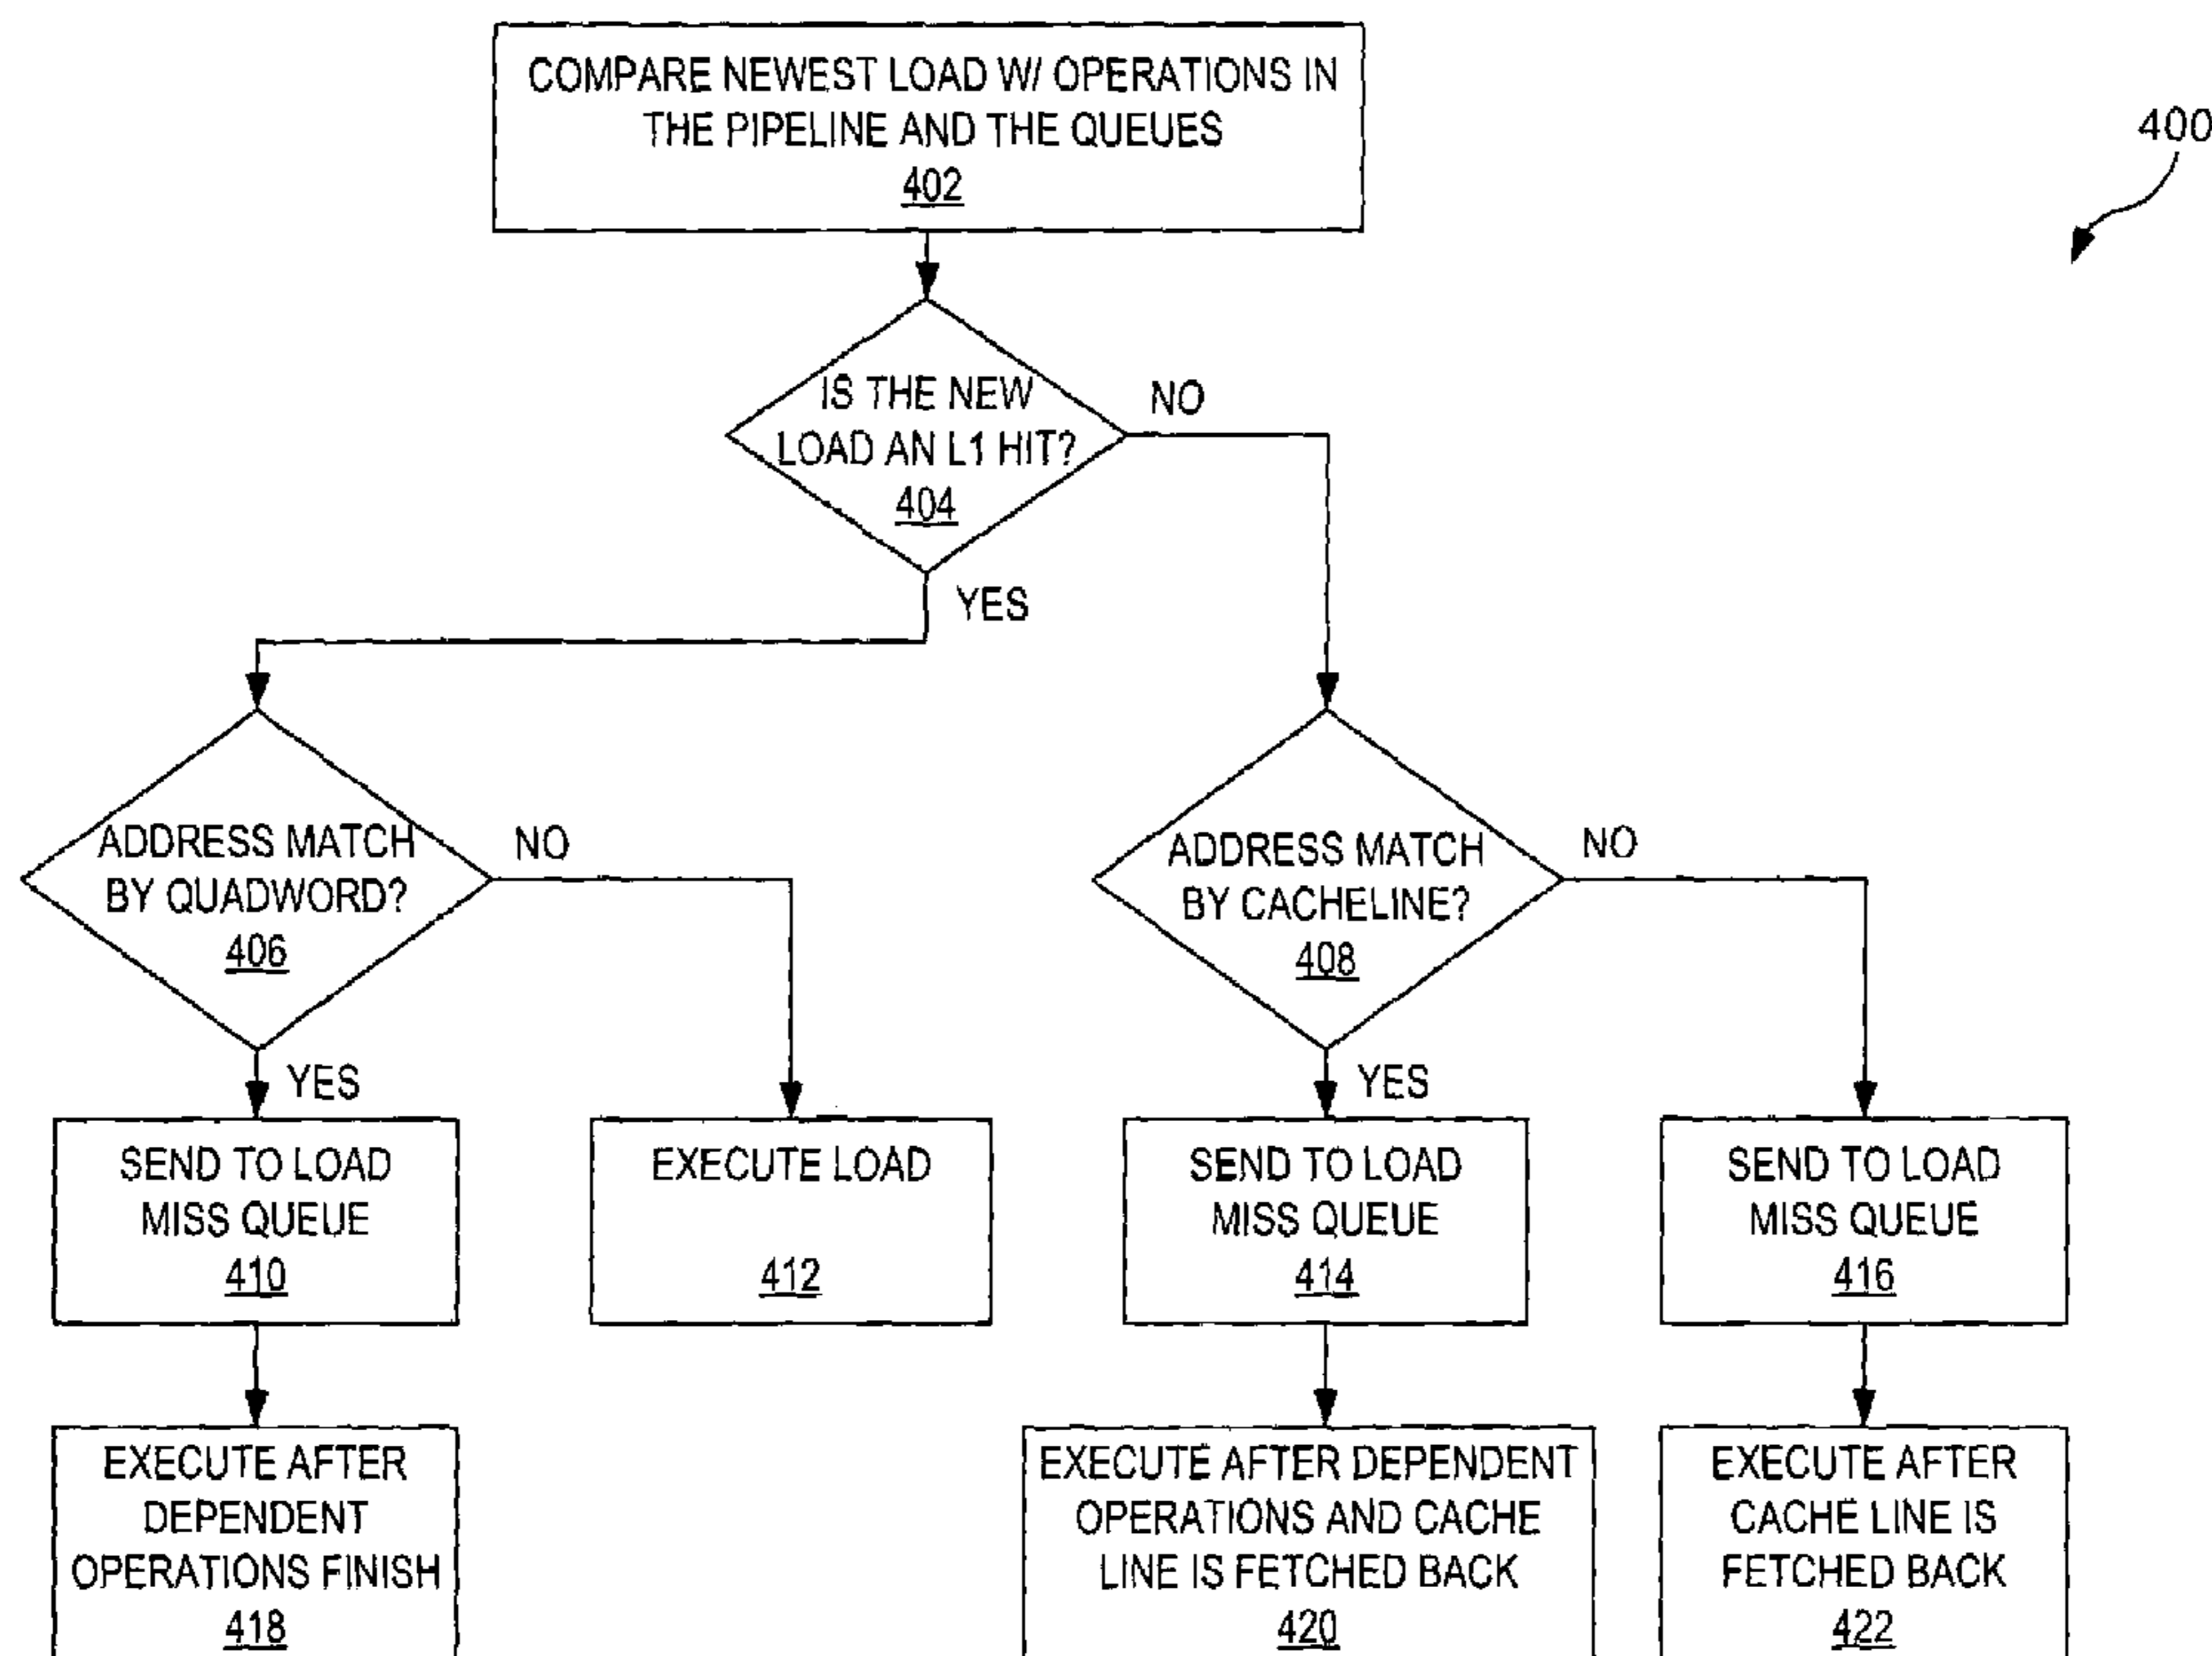 COMPARE NEWEST LOAD W/ OPERATIONS IN
THE PIPELINE AND THE QUEUES
402
400
IS THE NEW
LOAD AN L1 HIT?
404
NO
YES
ADDRESS MATCH
BY QUADWORD?
406
NO
YES
ADDRESS MATCH
BY CACHELINE?
408
NO
YES
SEND TO LOAD
MISS QUEUE
410
EXECUTE LOAD
412
SEND TO LOAD
MISS QUEUE
414
SEND TO LOAD
MISS QUEUE
416
EXECUTE AFTER
DEPENDENT
OPERATIONS FINISH
418
EXECUTE AFTER DEPENDENT
OPERATIONS AND CACHE
LINE IS FETCHED BACK
420
EXECUTE AFTER
CACHE LINE IS
FETCHED BACK
422